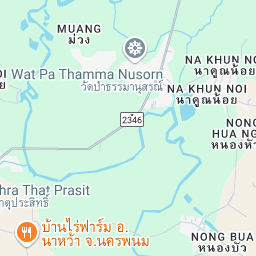 MUANG
ม่วง
Wat Pa Thamma Nusorn
วัดป่าธรรมานุสรณ์
NA KHUN NOI
นาคูณน้อย
NA KHUN NOI
นาคูณน้อย
2346
NONG
HUA NG
หนองหั
hra That Prasit
าตุประสิทธิ์
บ้านไร่ฟาร์ม อ.
นาหว้า จ.นครพนม
NONG BUA
หนองบัว